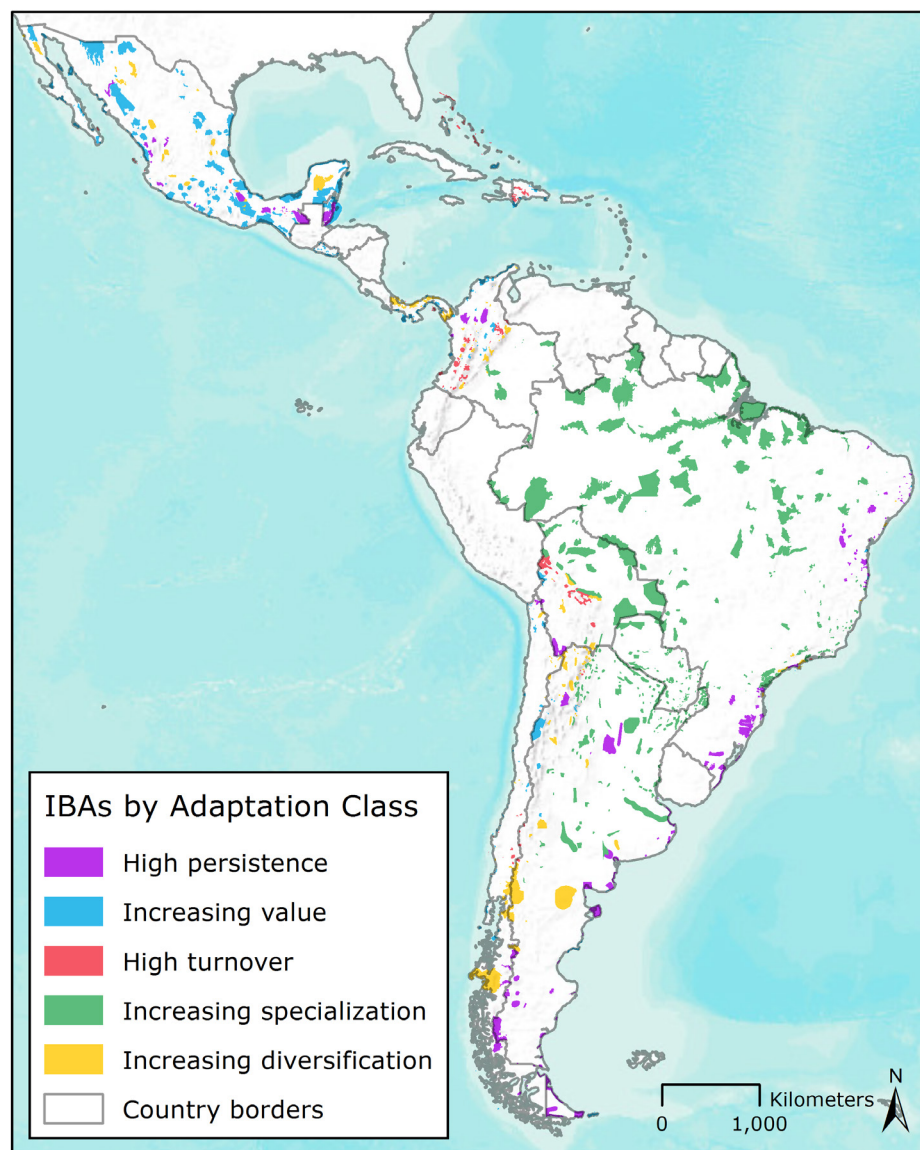 IBAs by Adaptation Class
High persistence
Increasing value
High turnover
Increasing specialization
Increasing diversification
Country borders
N
Kilometers
0 1,000